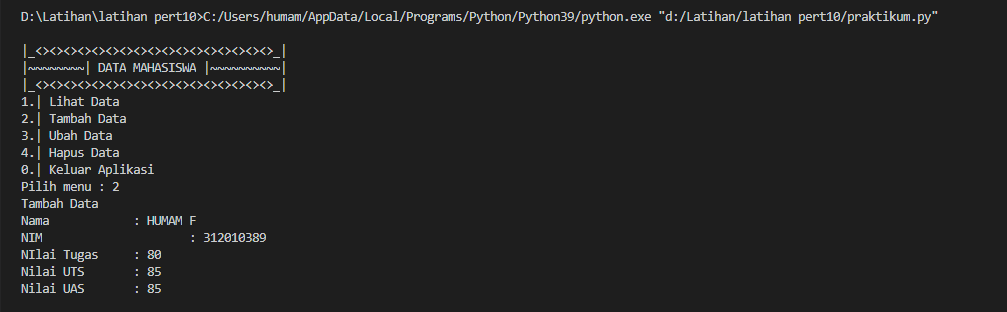 D:\Latihan\latihan pert10>C:/Users/humam/AppData/Local/Programs/Python/Python39/python.exe "d:/Latihan/latihan pert10/praktikum.py"
|_<><><><><><><><><><><><><><><><><>_|
|~~~~~~~~| DATA MAHASISWA |~~~~~~~~~~|
|_<><><><><><><><><><><><><><><><><>_|
1.| Lihat Data
2.| Tambah Data
3.| Ubah Data
4.| Hapus Data
0.| Keluar Aplikasi
Pilih menu : 2
Tambah Data
Nama            : HUMAM F
NIM                     : 312010389
NIlai Tugas     : 80
Nilai UTS       : 85
Nilai UAS       : 85